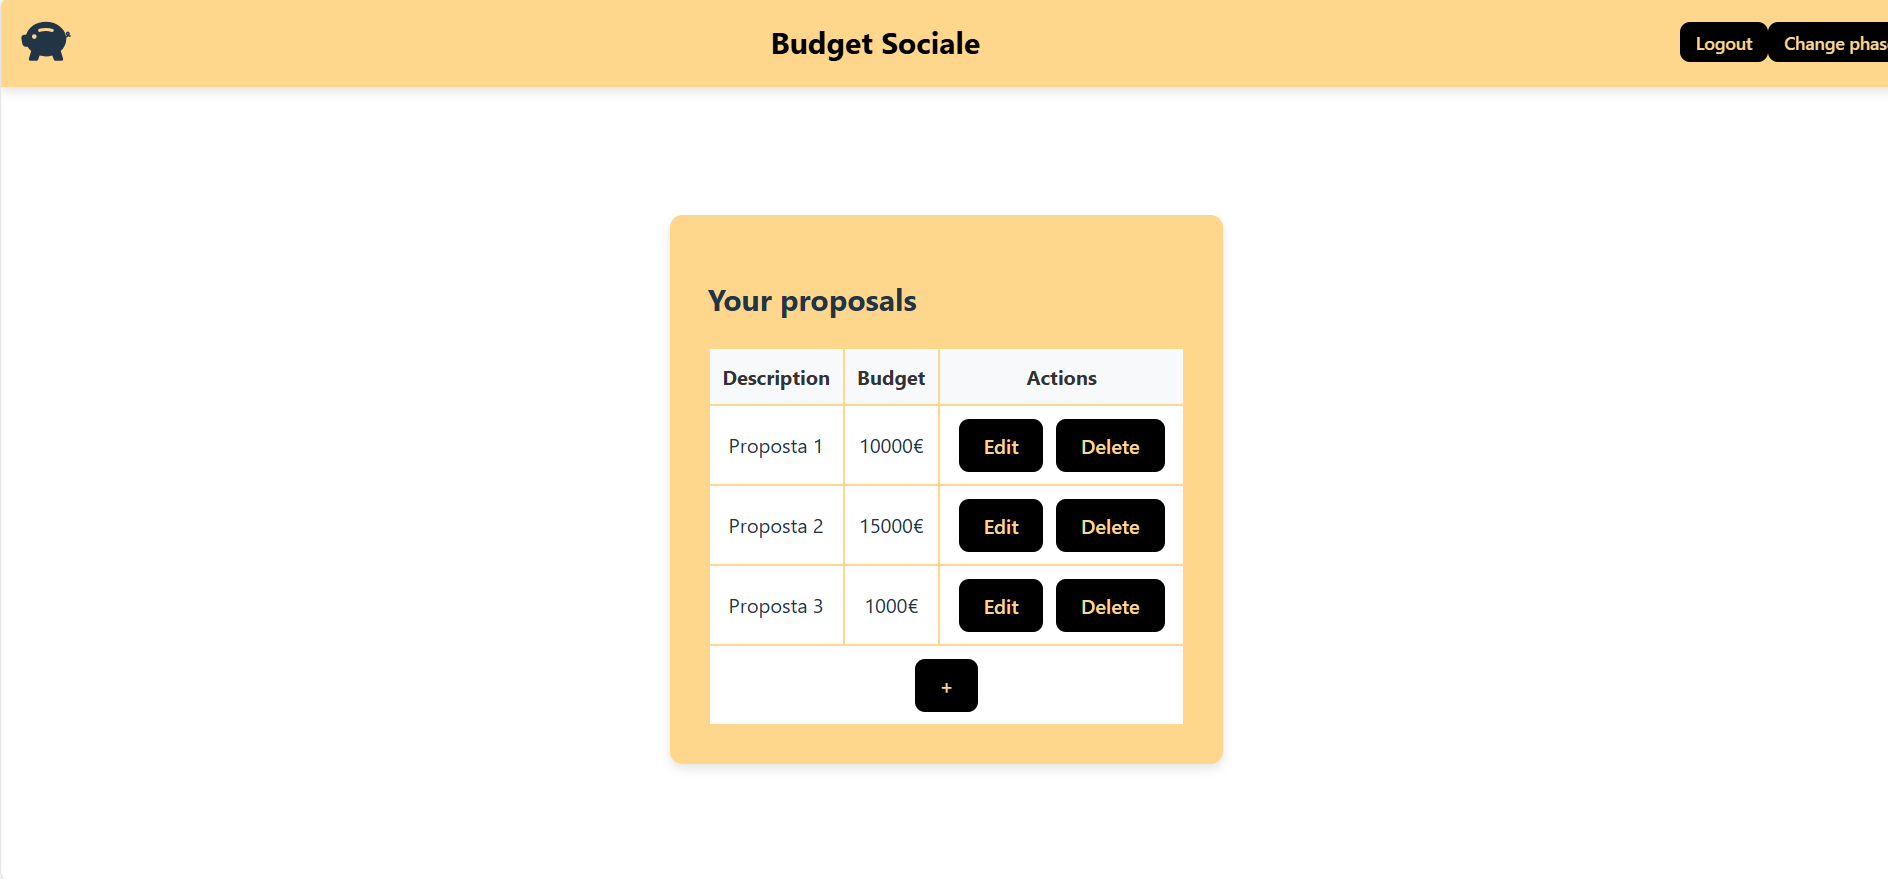 Budget Sociale
Logout Change phas
Your proposals
Description Budget Actions
Proposta 1 10000€ Edit Delete
Proposta 2 15000€ Edit Delete
Proposta 3 1000€ Edit Delete
+